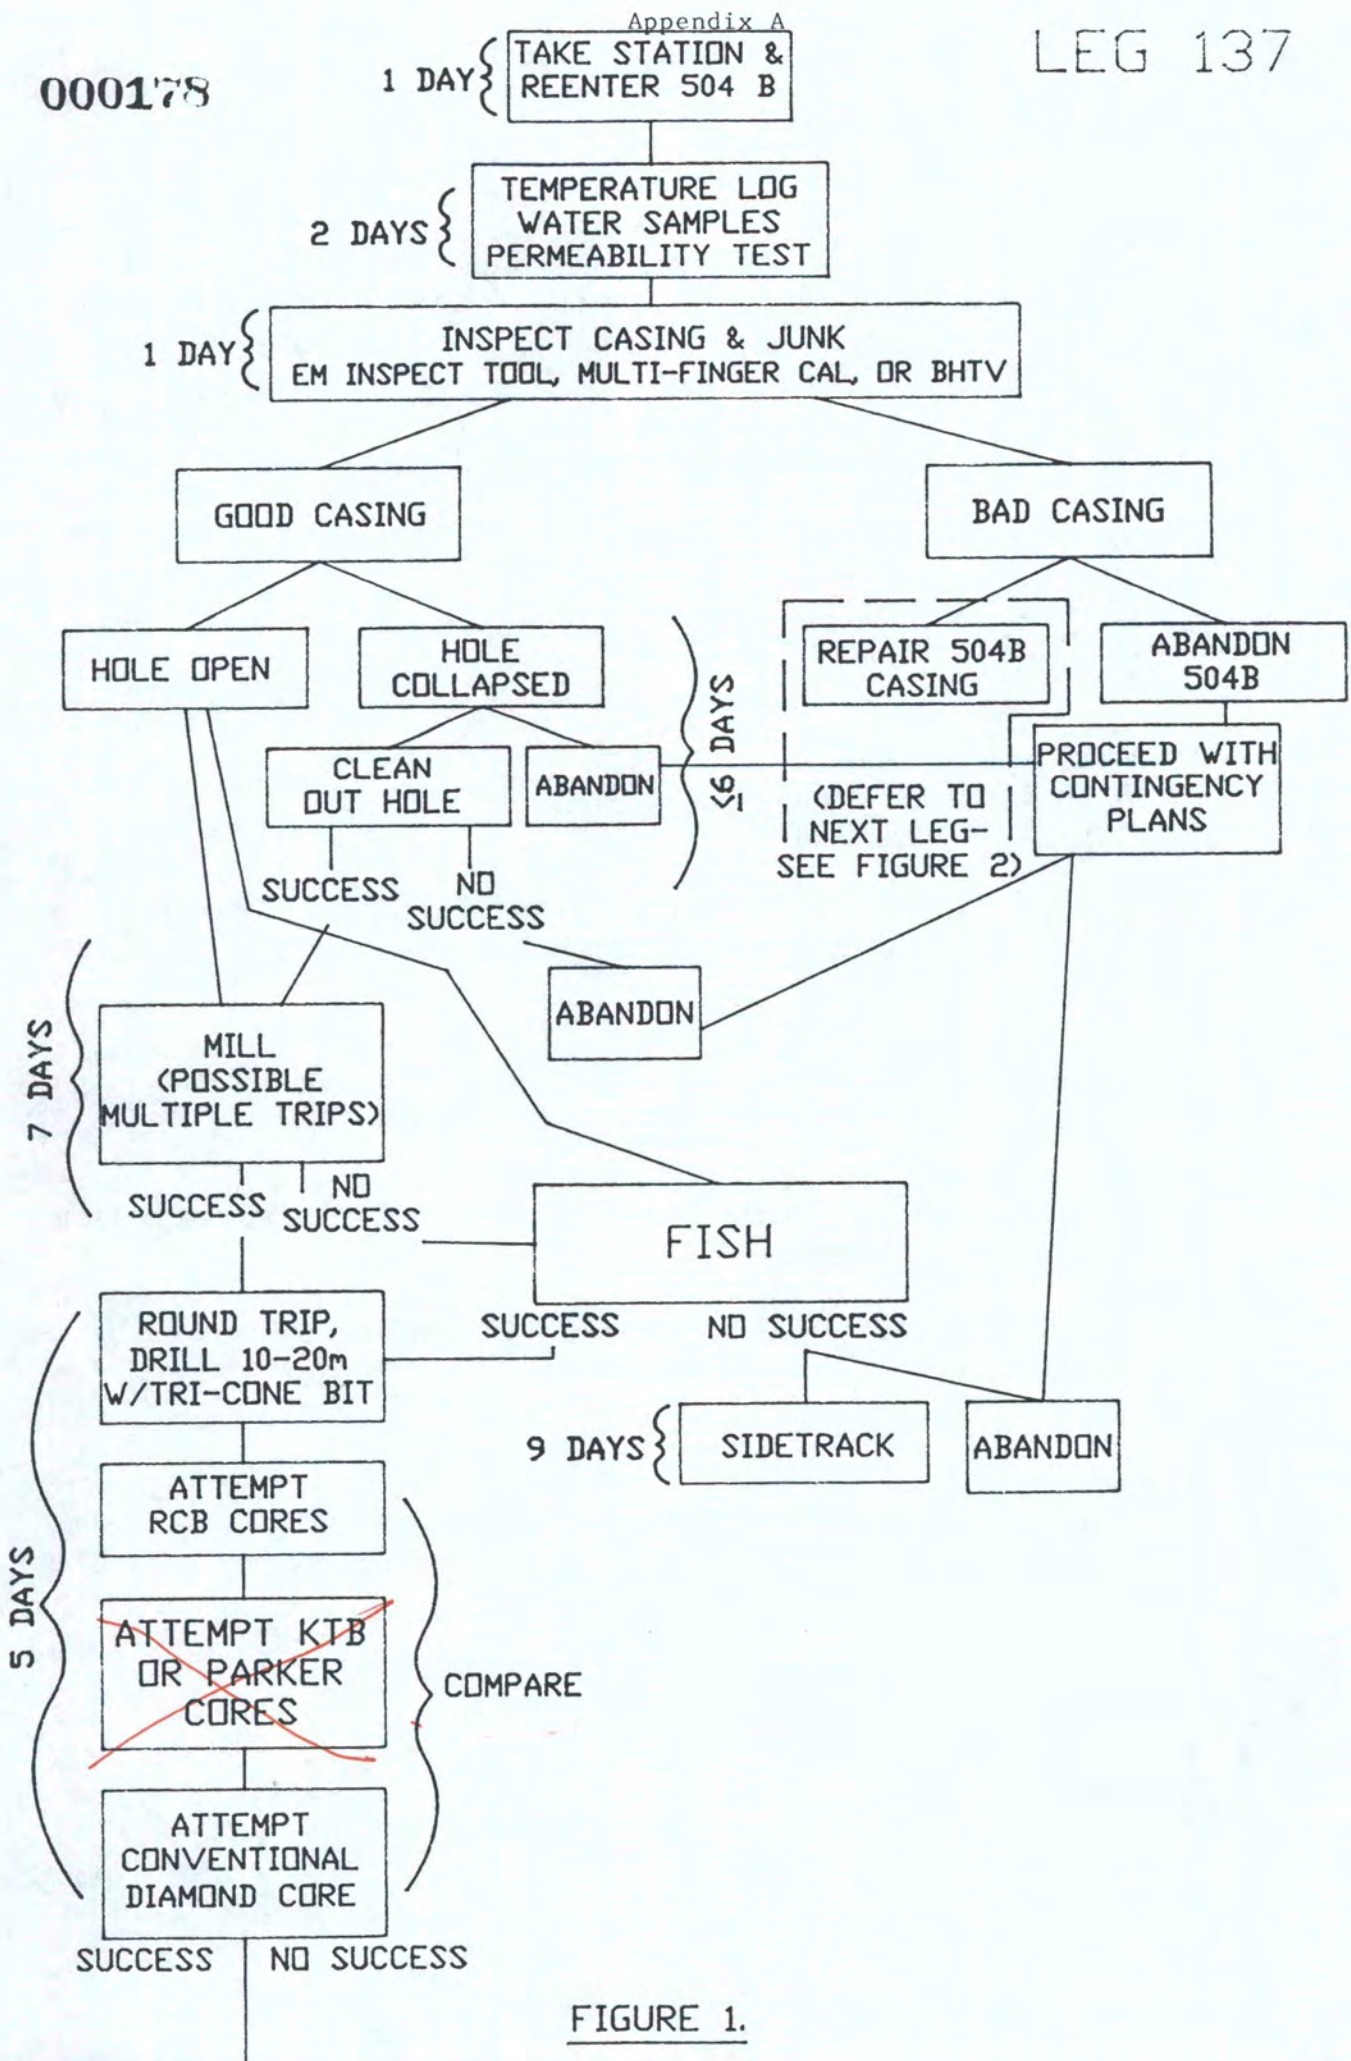 Appendix A
LEG 137
000178
1 DAY
TAKE STATION &
REENTER 504 B
2 DAYS
TEMPERATURE LOG
WATER SAMPLES
PERMEABILITY TEST
1 DAY
INSPECT CASING & JUNK
EM INSPECT TOOL, MULTI-FINGER CAL, OR BHTV
GOOD CASING
BAD CASING
HOLE OPEN
HOLE
COLLAPSED
REPAIR 504B
CASING
ABANDON
504B
CLEAN
OUT HOLE
ABANDON
≤6 DAYS
(DEFER TO
NEXT LEG-
SEE FIGURE 2)
PROCEED WITH
CONTINGENCY
PLANS
SUCCESS
NO
SUCCESS
ABANDON
7 DAYS
MILL
(POSSIBLE
MULTIPLE TRIPS)
SUCCESS
NO
SUCCESS
FISH
SUCCESS
NO SUCCESS
ROUND TRIP,
DRILL 10-20m
W/TRI-CONE BIT
9 DAYS
SIDETRACK
ABANDON
5 DAYS
ATTEMPT
RCB CORES
ATTEMPT KTB
OR PARKER
CORES
COMPARE
ATTEMPT
CONVENTIONAL
DIAMOND CORE
SUCCESS
NO SUCCESS
FIGURE 1.